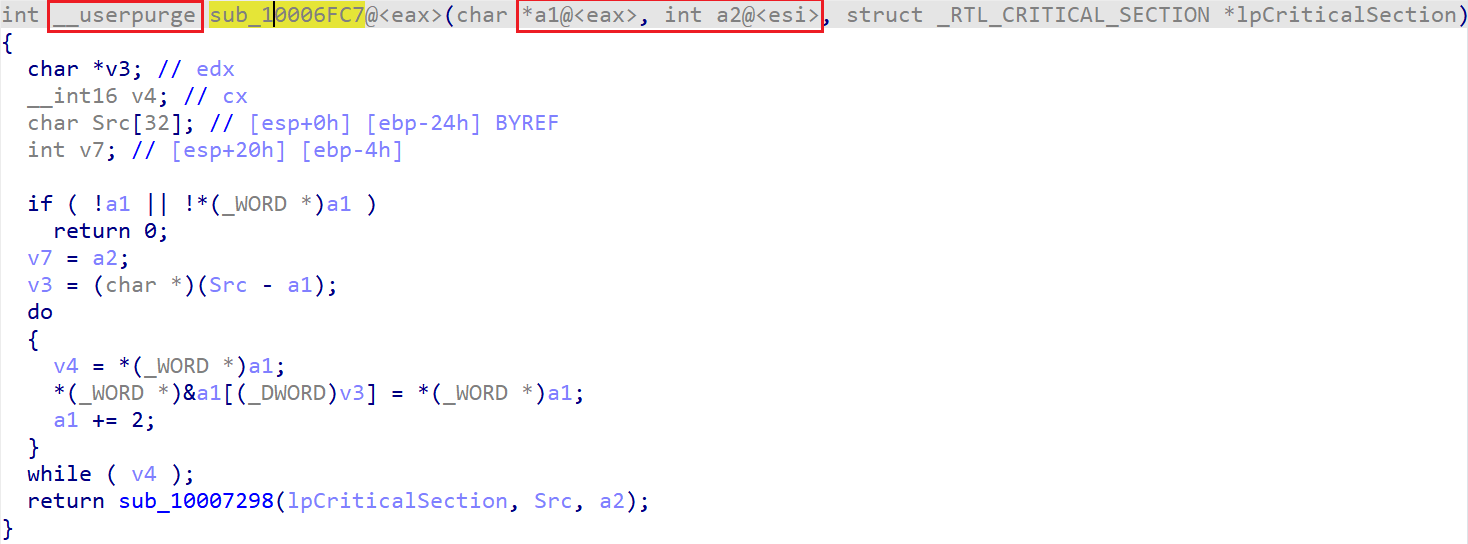 int __userpurge sub_10006FC7@<eax>(char *a1@<eax>, int a2@<esi>, struct _RTL_CRITICAL_SECTION *lpCriticalSection)
{
  char *v3; // edx
  __int16 v4; // cx
  char Src[32]; // [esp+0h] [ebp-24h] BYREF
  int v7; // [esp+20h] [ebp-4h]

  if ( !a1 || !*(_WORD *)a1 )
    return 0;
  v7 = a2;
  v3 = (char *)(Src - a1);
  do
  {
    v4 = *(_WORD *)a1;
    *(_WORD *)&a1[(_DWORD)v3] = *(_WORD *)a1;
    a1 += 2;
  }
  while ( v4 );
  return sub_10007298(lpCriticalSection, Src, a2);
}